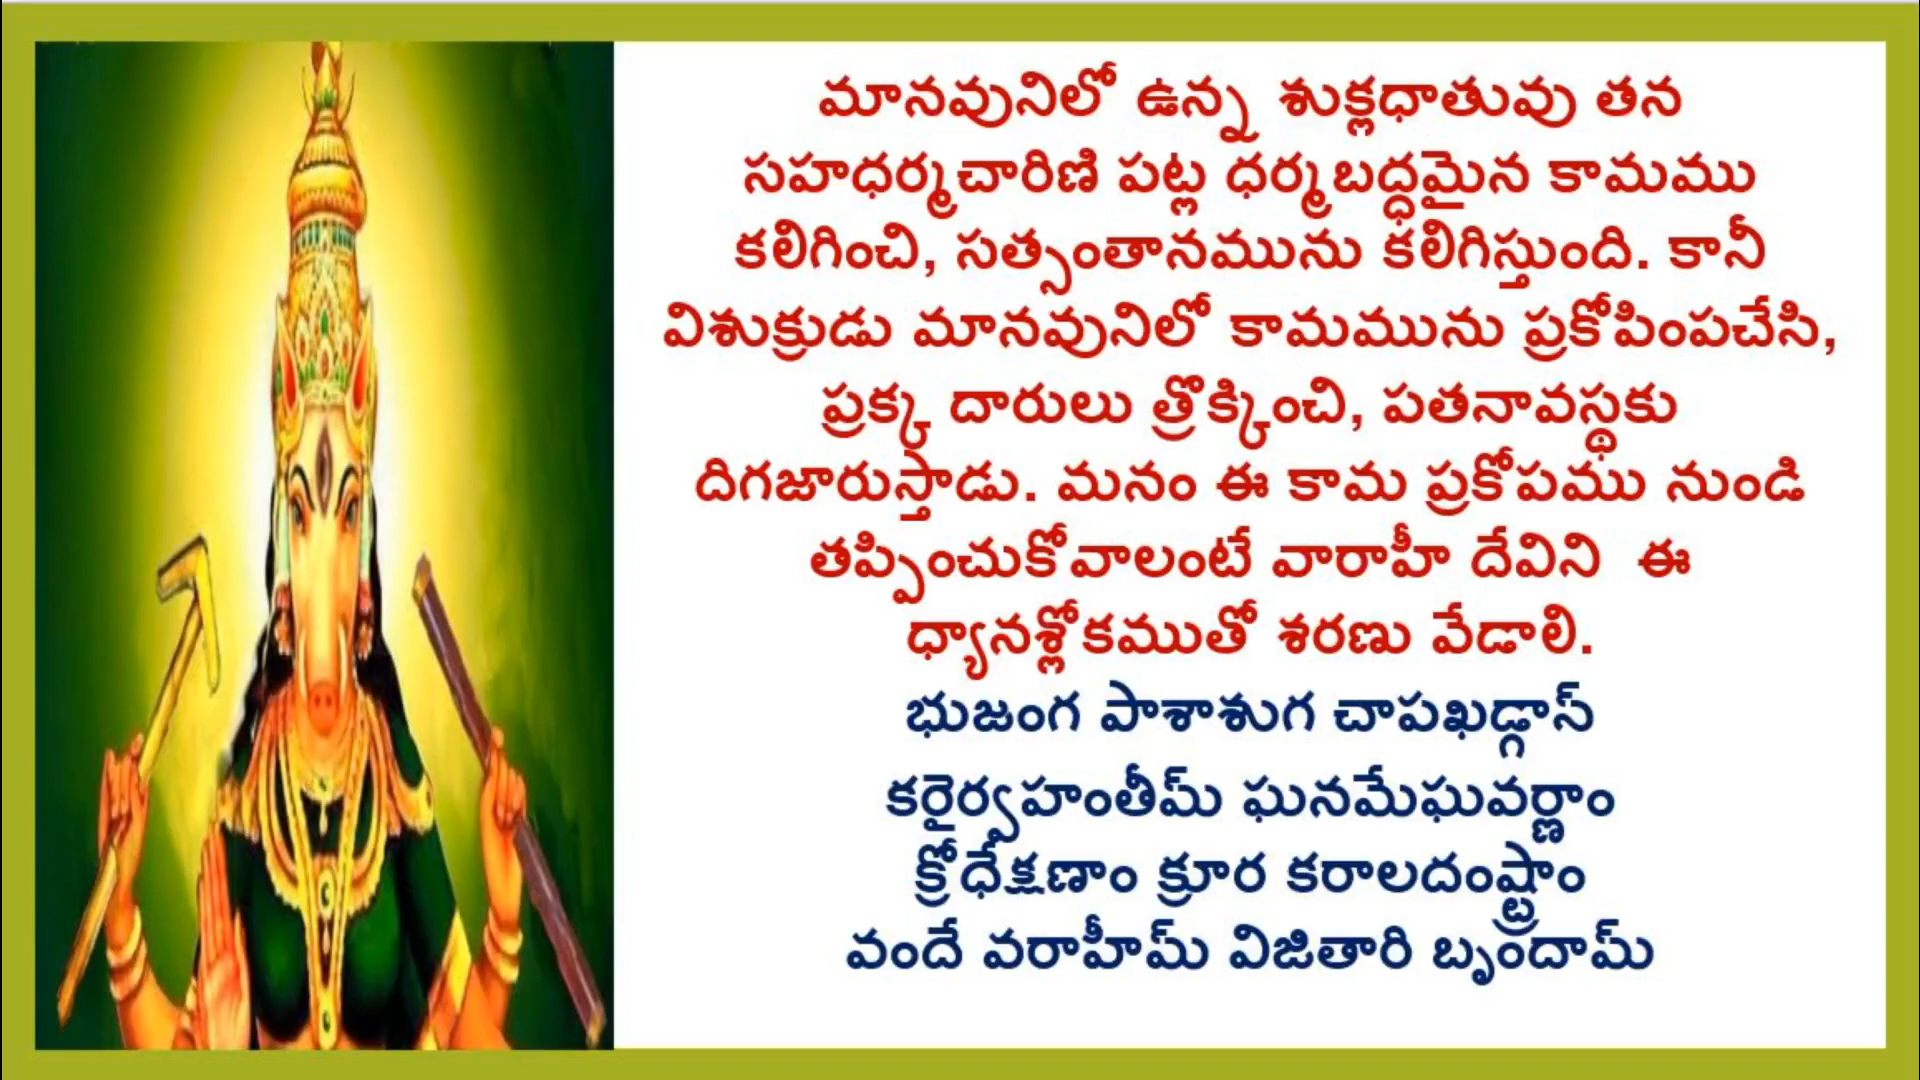 మానవునిలో ఉన్న శుక్లధాతువు తన
సహధర్మచారిణి పట్ల ధర్మబద్ధమైన కామము
కలిగించి, సత్సంతానమును కలిగిస్తుంది. కానీ
విశుక్రుడు మానవునిలో కామమును ప్రకోపింపచేసి,
ప్రక్క దారులు త్రొక్కించి, పతనావస్థకు
దిగజారుస్తాడు. మనం ఈ కామ ప్రకోపము నుండి
తప్పించుకోవాలంటే వారాహీ దేవిని ఈ
ధ్యానశ్లోకముతో శరణు వేడాలి.
భుజంగ పాశాశుగ చాపఖడ్గాన్
కరైర్వహంతీమ్ ఘనమేఘవర్ణాం
క్రోధేక్షణాం క్రూర కరాలదంష్ట్రాం
వందే వరాహీమ్ విజితారి బృందామ్